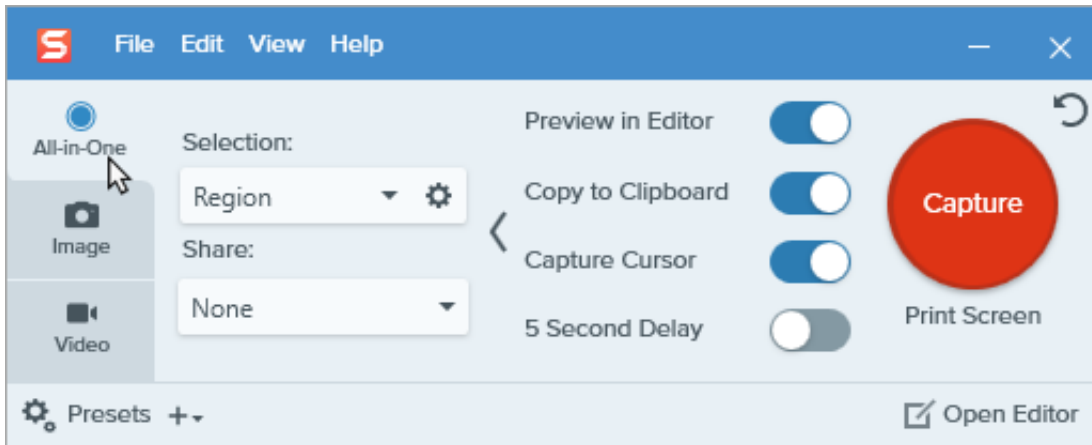 S
File Edit View Help
All-in-One
Image
Video
Selection:
Region
Share:
None
Preview in Editor
Copy to Clipboard
Capture Cursor
5 Second Delay
Capture
Print Screen
Presets +
Open Editor